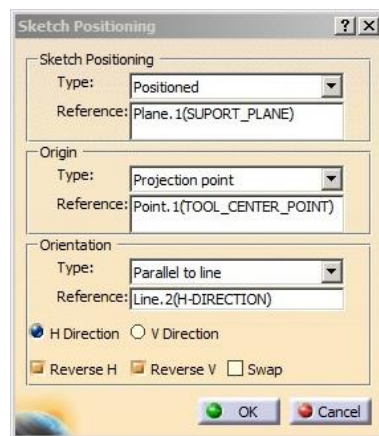 Sketch Positioning
Sketch Positioning
Type: Positioned
Reference: Plane.1(SUPORT_PLANE)
Origin
Type: Projection point
Reference: Point.1(TOOL_CENTER_POINT)
Orientation
Type: Parallel to line
Reference: Line.2(H-DIRECTION)
H Direction V Direction
Reverse H Reverse V Swap
OK Cancel